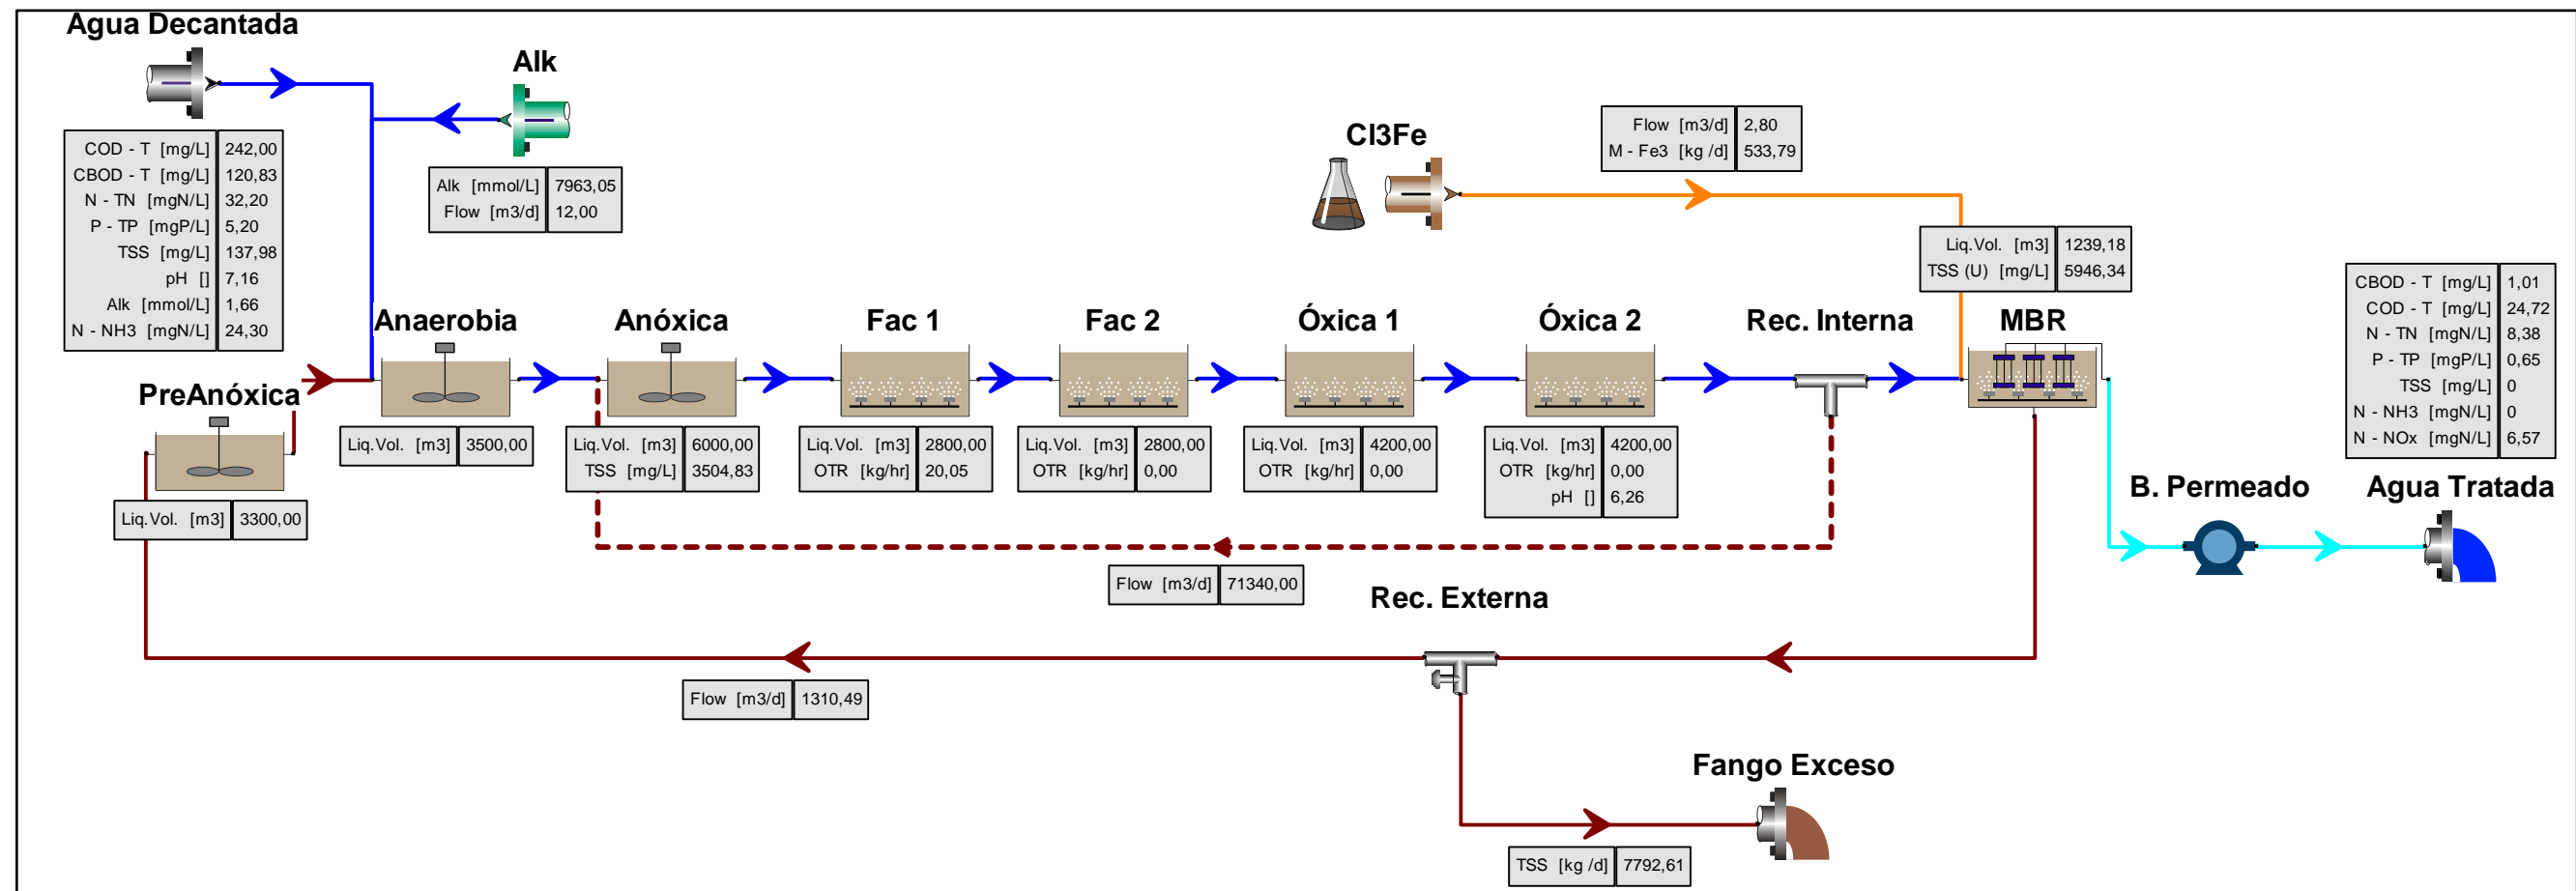 Agua Decantada
COD - T [mg/L] 242,00
CBOD - T [mg/L] 120,83
N - TN [mgN/L] 32,20
P - TP [mgP/L] 5,20
TSS [mg/L] 137,98
pH [] 7,16
Alk [mmol/L] 1,66
N - NH3 [mgN/L] 24,30
Alk
Alk [mmol/L] 7963,05
Flow [m3/d] 12,00
Cl3Fe
Flow [m3/d] 2,80
M - Fe3 [kg /d] 533,79
Liq.Vol. [m3] 1239,18
TSS (U) [mg/L] 5946,34
CBOD - T [mg/L] 1,01
COD - T [mg/L] 24,72
N - TN [mgN/L] 8,38
P - TP [mgP/L] 0,65
TSS [mg/L] 0
N - NH3 [mgN/L] 0
N - NOx [mgN/L] 6,57
PreAnóxica
Liq.Vol. [m3] 3300,00
Anaerobia
Liq.Vol. [m3] 3500,00
Anóxica
Liq.Vol. [m3] 6000,00
TSS [mg/L] 3504,83
Fac 1
Liq.Vol. [m3] 2800,00
OTR [kg/hr] 20,05
Fac 2
Liq.Vol. [m3] 2800,00
OTR [kg/hr] 0,00
Óxica 1
Liq.Vol. [m3] 4200,00
OTR [kg/hr] 0,00
Óxica 2
Liq.Vol. [m3] 4200,00
OTR [kg/hr] 0,00
pH [] 6,26
Rec. Interna
MBR
B. Permeado
Agua Tratada
Flow [m3/d] 71340,00
Rec. Externa
Flow [m3/d] 1310,49
Fango Exceso
TSS [kg /d] 7792,61